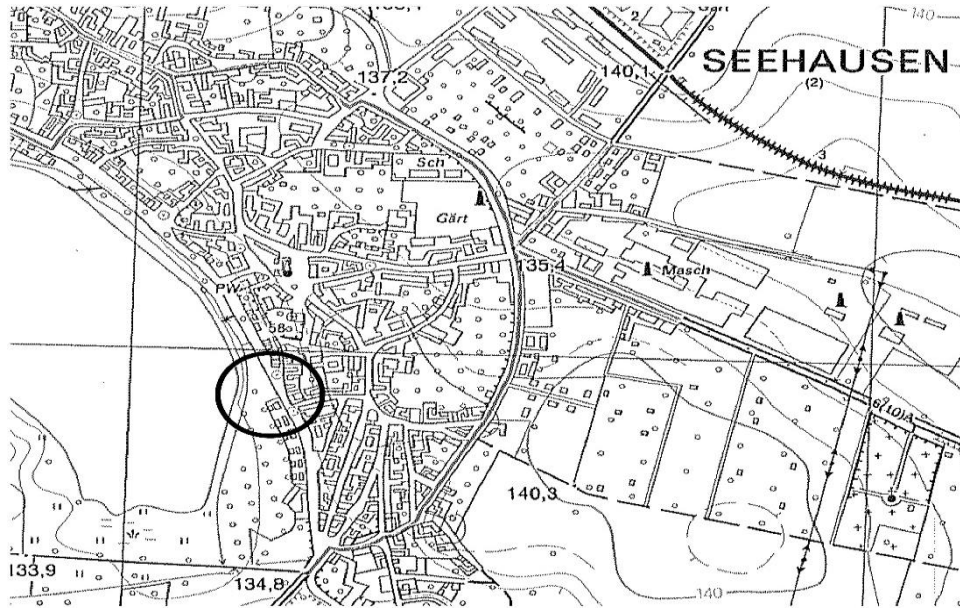 2
140
137,2
140,1
SEEHAUSEN
(2)
3
Sch
Gärt
135,4
Masch
PW
58
6(10)A
140,3
133,9
134,8
140